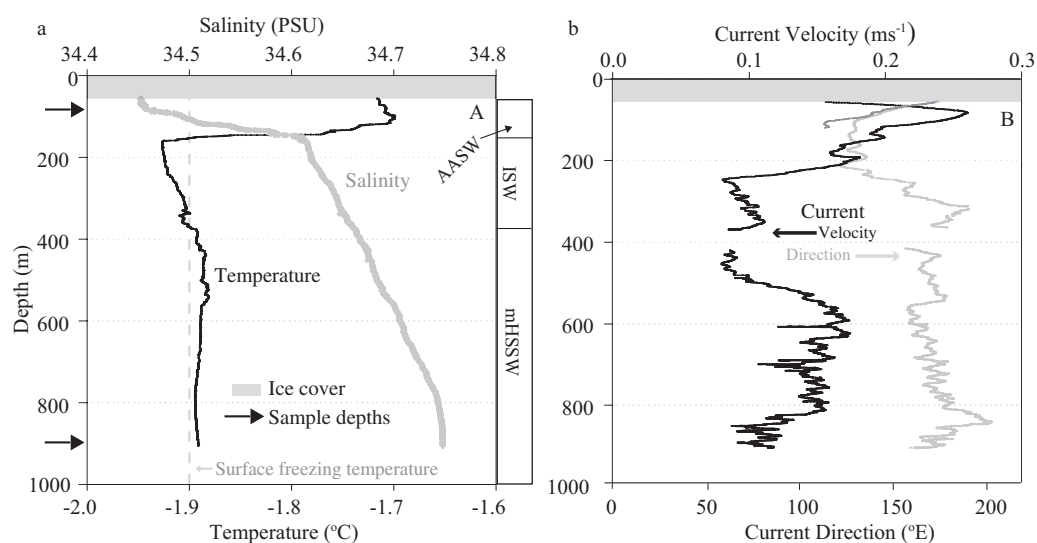 a
Salinity (PSU)
34.4 34.5 34.6 34.7 34.8
0
200
400
600
800
1000
Depth (m)
A
AASW
ISW
mHSSW
Salinity
Temperature
Ice cover
Sample depths
Surface freezing temperature
-2.0 -1.9 -1.8 -1.7 -1.6
Temperature (ºC)
b
Current Velocity (ms-1)
0.0 0.1 0.2 0.3
0
200
400
600
800
1000
B
Current
Velocity
Direction
0 50 100 150 200
Current Direction (ºE)